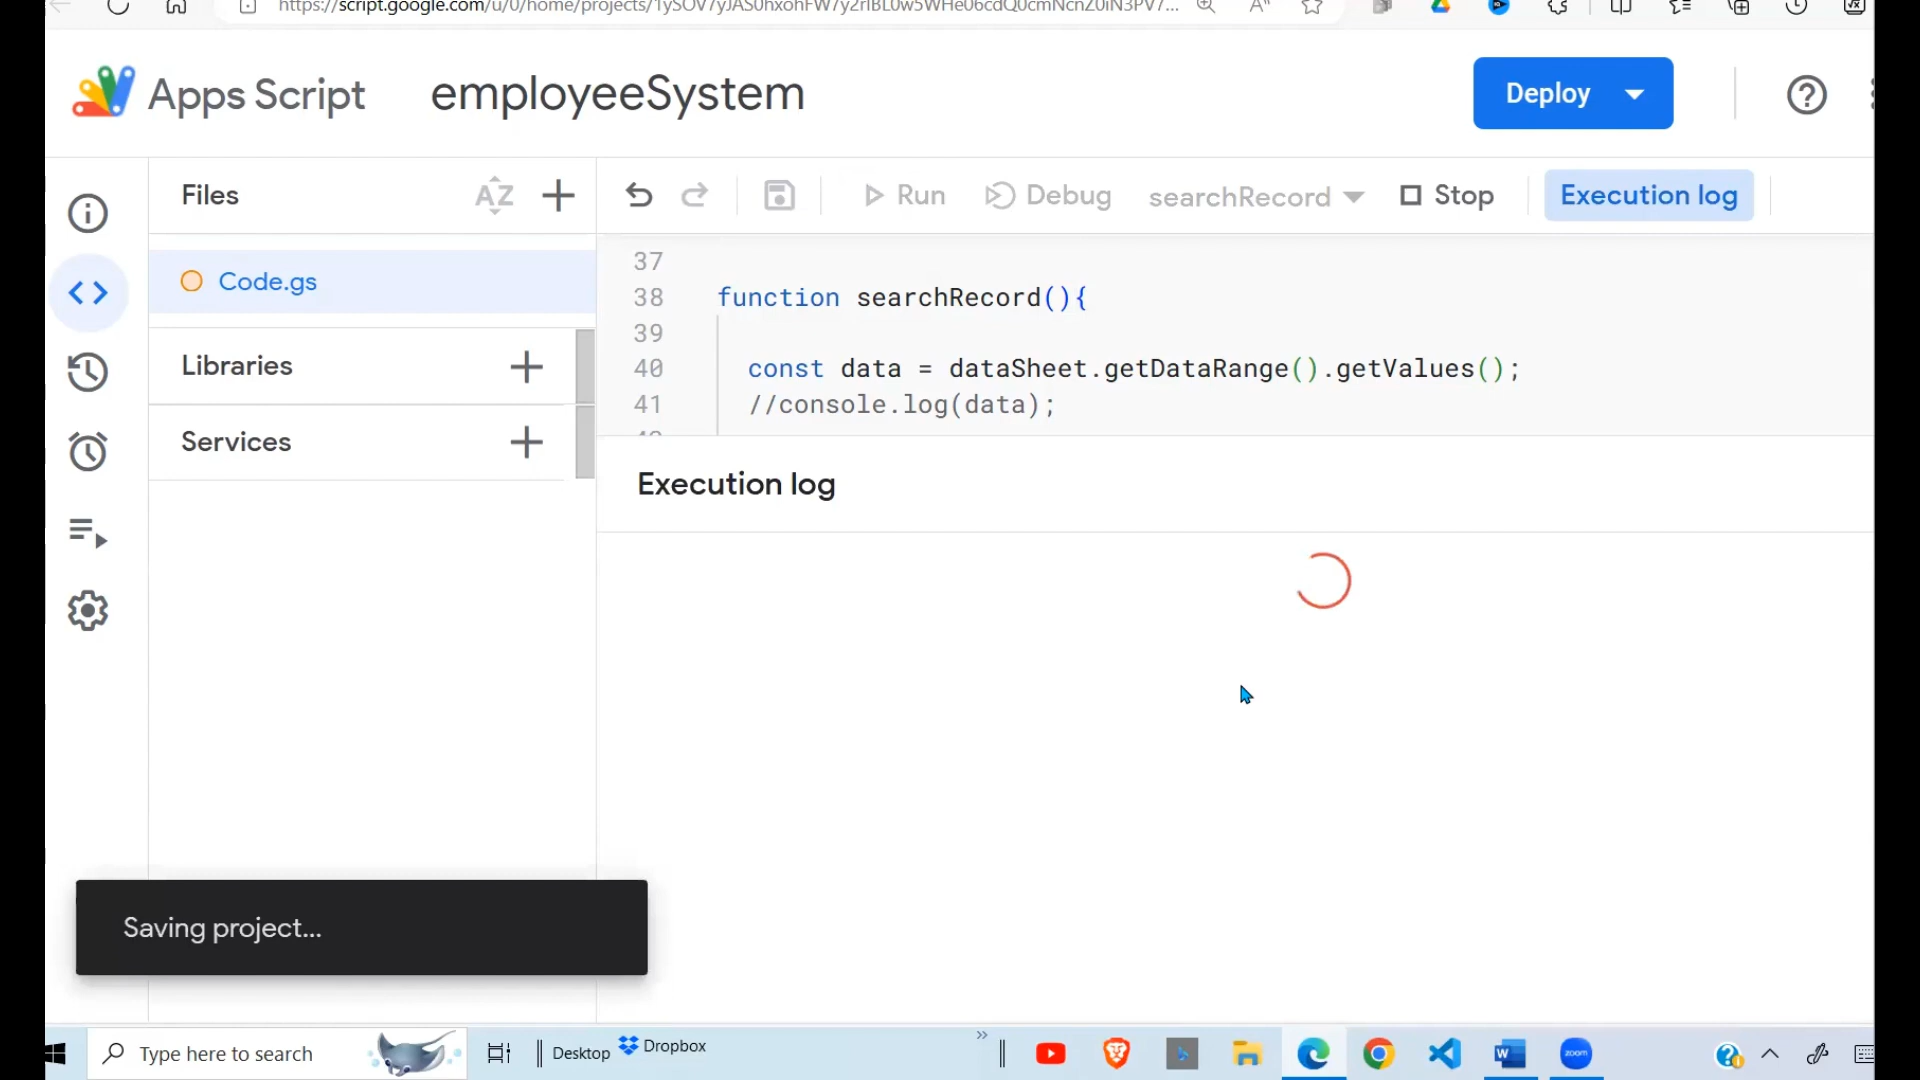 Apps Script employeeSystem Deploy
Files AZ Run Debug searchRecord Stop Execution log
Code.gs
Libraries
Services
37
38 function searchRecord(){
39
40 const data = dataSheet.getDataRange().getValues();
41 //console.log(data);
Execution log
Saving project...
Type here to search Desktop Dropbox zoom